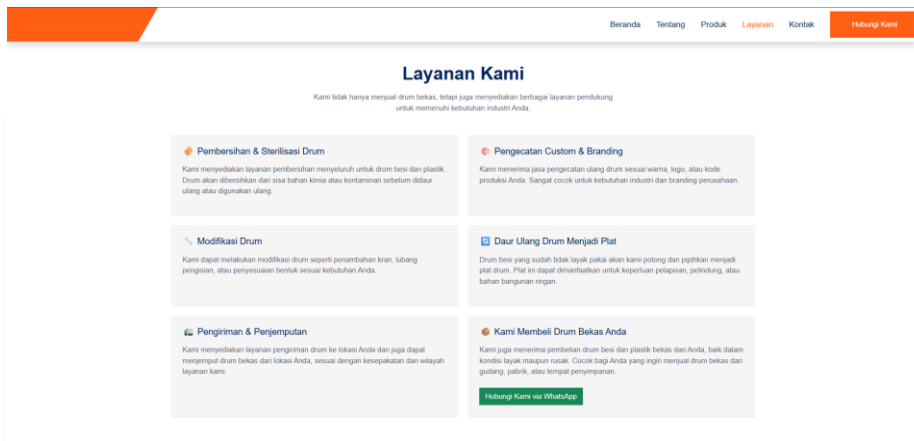 Beranda Tentang Produk Layanan Kontak Hubungi Kami
Layanan Kami
Kami tidak hanya menjual drum bekas, tetapi juga menyediakan berbagai layanan pendukung
untuk memenuhi kebutuhan industri Anda.
Pembersihan & Sterilisasi Drum
Kami menyediakan layanan pembersihan menyeluruh untuk drum besi dan plastik.
Drum akan dibersihkan dari sisa bahan kimia atau kontaminan sebelum didaur
ulang atau digunakan ulang.
Pengecatan Custom & Branding
Kami menerima jasa pengecatan ulang drum sesuai warna, logo, atau kode
produksi Anda. Sangat cocok untuk kebutuhan industri dan branding perusahaan.
Modifikasi Drum
Kami dapat melakukan modifikasi drum seperti penambahan kran, lubang
pengisian, atau penyesuaian bentuk sesuai kebutuhan Anda.
Daur Ulang Drum Menjadi Plat
Drum besi yang sudah tidak layak pakai akan kami potong dan pipihkan menjadi
plat drum. Plat ini dapat dimanfaatkan untuk keperluan pelapisan, pelindung, atau
bahan bangunan ringan.
Pengiriman & Penjemputan
Kami menyediakan layanan pengiriman drum ke lokasi Anda dan juga dapat
menjemput drum bekas dari lokasi Anda, sesuai dengan kesepakatan dan wilayah
layanan kami.
Kami Membeli Drum Bekas Anda
Kami juga menerima pembelian drum besi dan plastik bekas dari Anda, baik dalam
kondisi layak maupun rusak. Cocok bagi Anda yang ingin menjual drum bekas dari
gudang, pabrik, atau tempat penyimpanan.
Hubungi Kami via WhatsApp